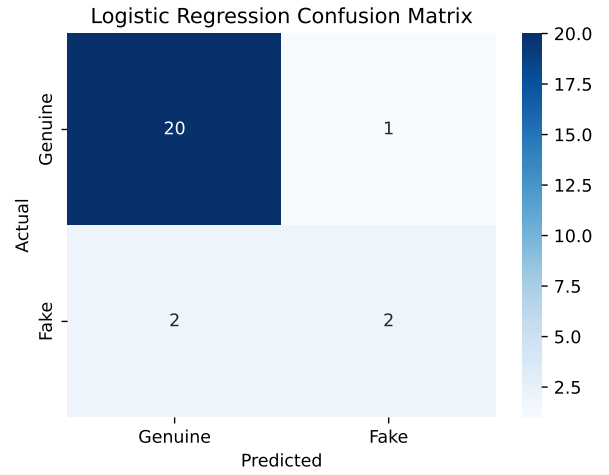 Logistic Regression Confusion Matrix
Actual
Genuine
20
1
Fake
2
2
Genuine
Fake
Predicted
20.0
17.5
15.0
12.5
10.0
7.5
5.0
2.5